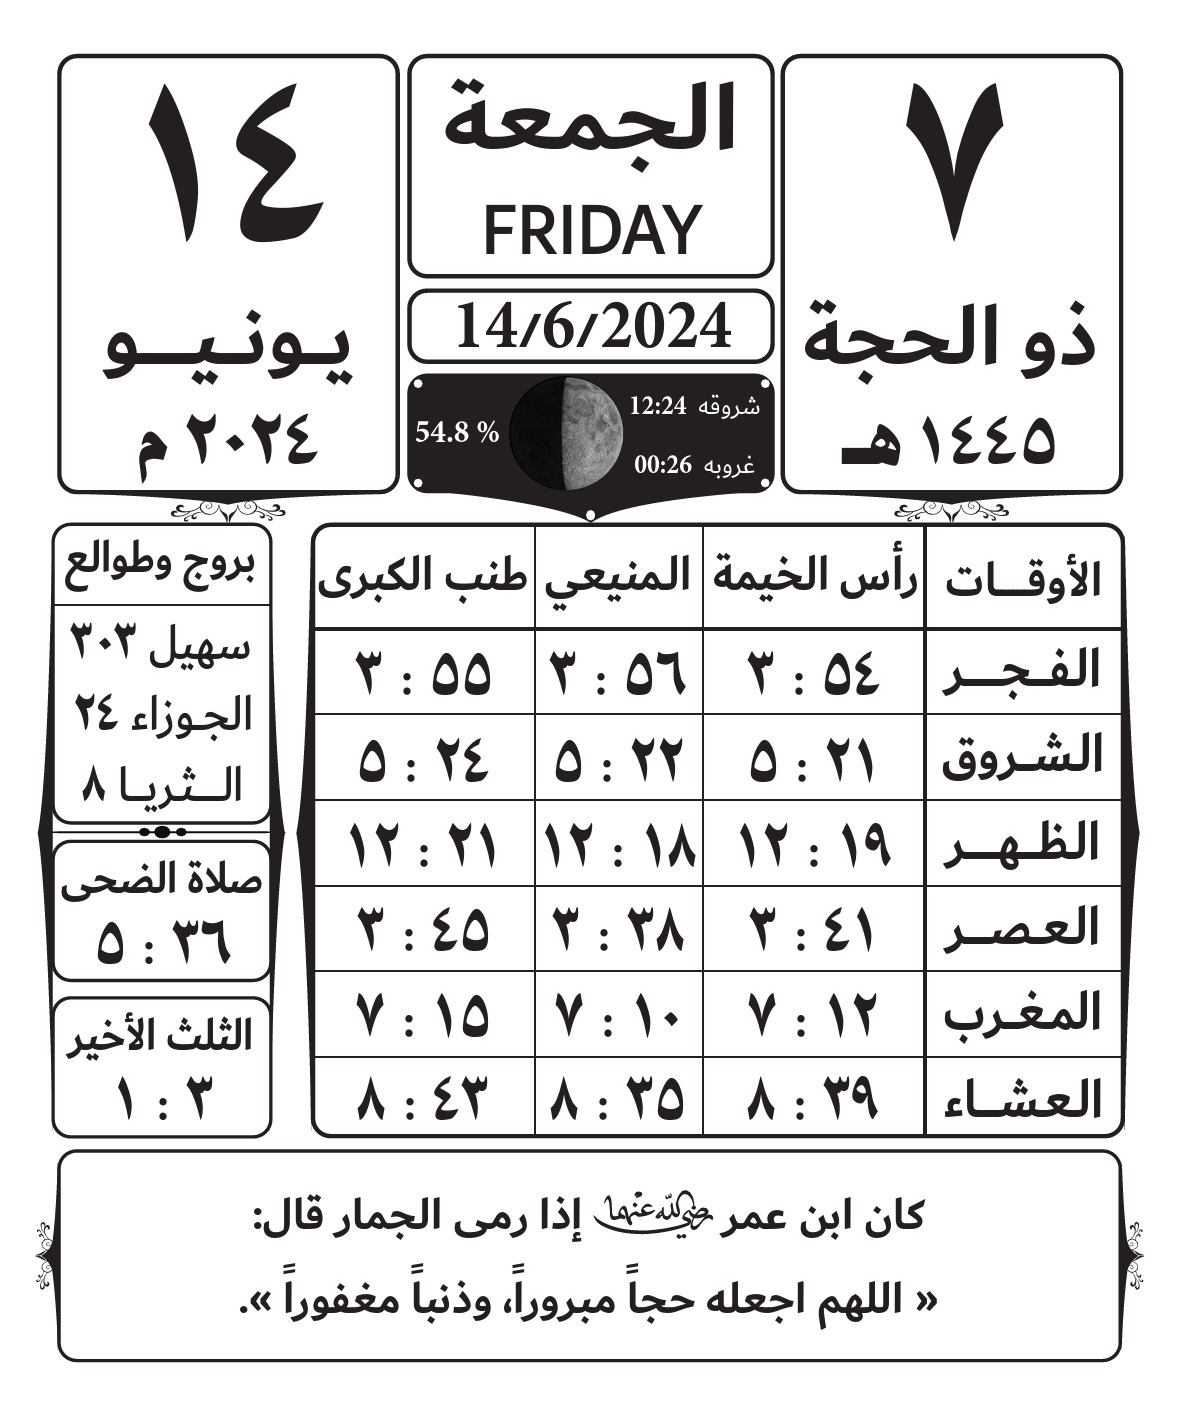 ٧
ذو الحجة
١٤٤٥ هـ
الجمعة
FRIDAY
14/6/2024
شروقه 12:24
غروبه 00:26
54.8 %
١٤
يونيو
٢٠٢٤ م
الأوقات رأس الخيمة المنيعي طنب الكبرى
الفجر ٣ : ٥٤ ٣ : ٥٦ ٣ : ٥٥
الشروق ٥ : ٢١ ٥ : ٢٢ ٥ : ٢٤
الظهر ١٢ : ١٩ ١٢ : ١٨ ١٢ : ٢١
العصر ٣ : ٤١ ٣ : ٣٨ ٣ : ٤٥
المغرب ٧ : ١٢ ٧ : ١٠ ٧ : ١٥
العشاء ٨ : ٣٩ ٨ : ٣٥ ٨ : ٤٣
بروج وطوالع
سهيل ٣٠٣
الجوزاء ٢٤
الثريا ٨
صلاة الضحى
٥ : ٣٦
الثلث الأخير
١ : ٣
كان ابن عمر رضي الله عنهما إذا رمى الجمار قال:
« اللهم اجعله حجاً مبروراً، وذنباً مغفوراً ».